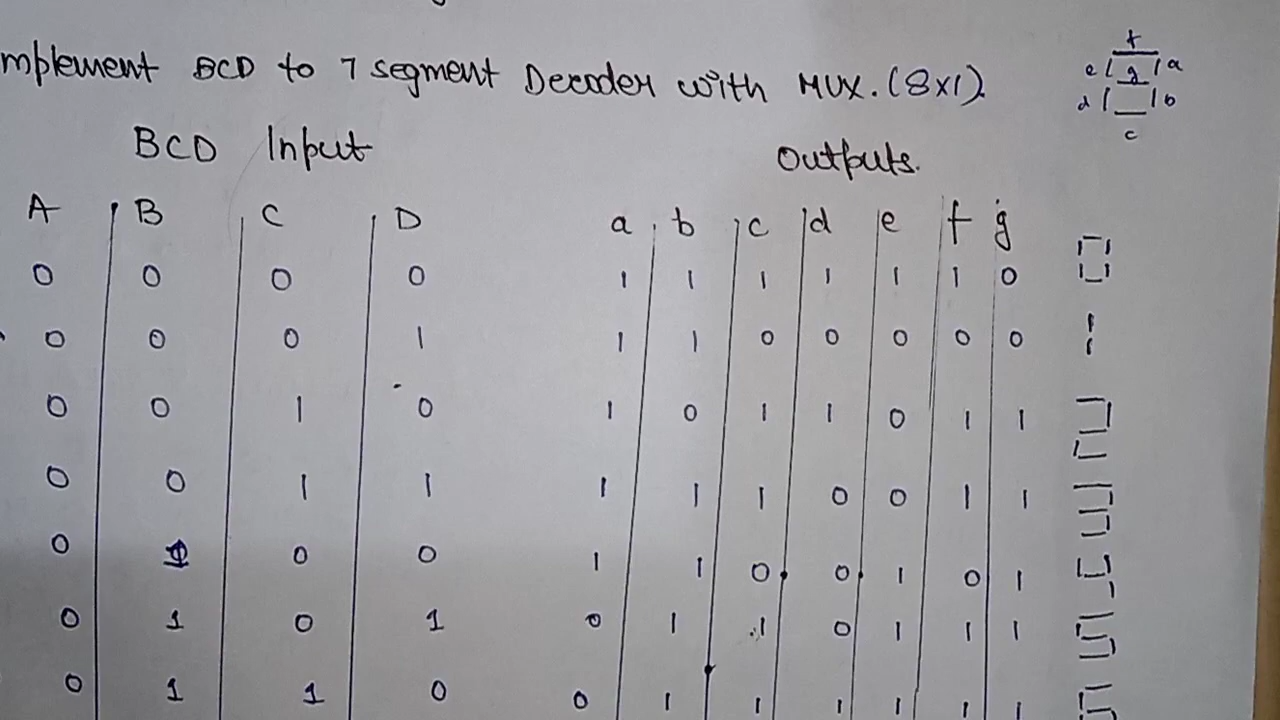 mplement BCD to 7 segment Decoder with MUX. (8x1).
f
e g a
d b
c
BCD Input Outputs.
A B C D a b c d e f g
0 0 0 0 1 1 1 1 1 1 0
0 0 0 1 1 1 0 0 0 0 0
0 0 1 0 1 0 1 1 0 1 1
0 0 1 1 1 1 1 0 0 1 1
0 1 0 0 1 1 0 0 1 0 1
0 1 0 1 0 1 1 0 1 1 1
0 1 1 0 0 1 1 1 1 1 1